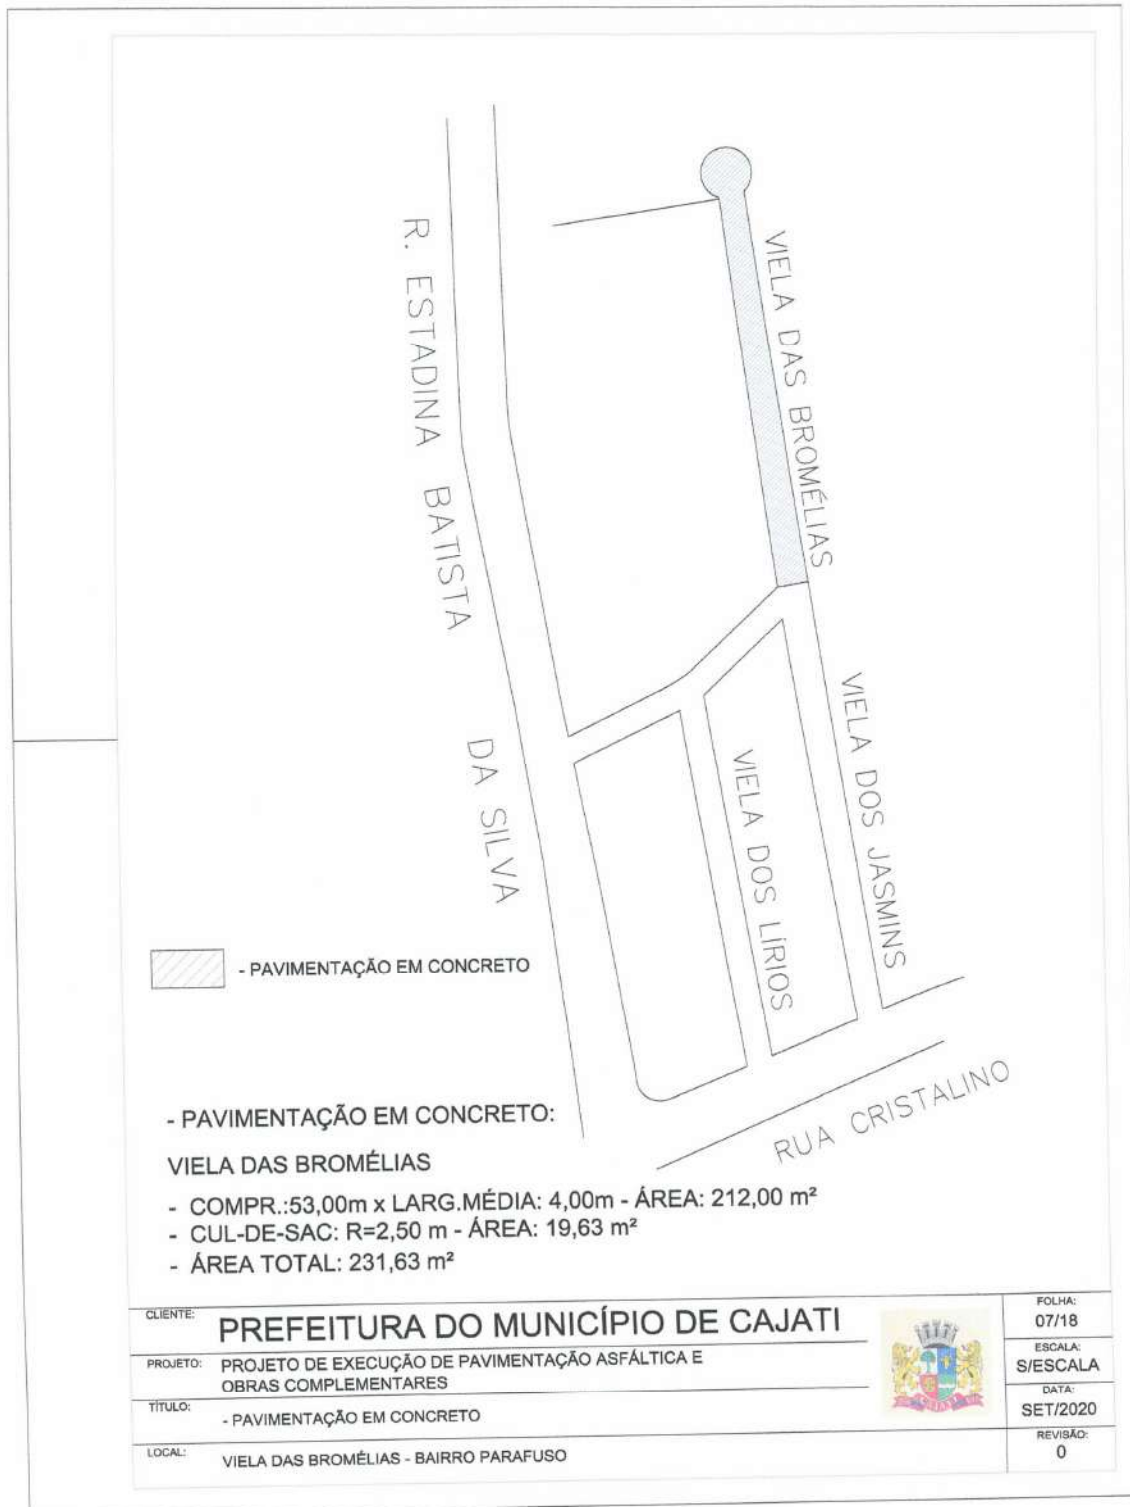 R. ESTADINA BATISTA DA SILVA
VIELA DAS BROMÉLIAS
VIELA DOS JASMINS
VIELA DOS LÍRIOS
RUA CRISTALINO
- PAVIMENTAÇÃO EM CONCRETO
- PAVIMENTAÇÃO EM CONCRETO:
VIELA DAS BROMÉLIAS
- COMPR.:53,00m x LARG.MÉDIA: 4,00m - ÁREA: 212,00 m²
- CUL-DE-SAC: R=2,50 m - ÁREA: 19,63 m²
- ÁREA TOTAL: 231,63 m²
CLIENTE: PREFEITURA DO MUNICÍPIO DE CAJATI
PROJETO: PROJETO DE EXECUÇÃO DE PAVIMENTAÇÃO ASFÁLTICA E
OBRAS COMPLEMENTARES
TÍTULO: - PAVIMENTAÇÃO EM CONCRETO
LOCAL: VIELA DAS BROMÉLIAS - BAIRRO PARAFUSO
CAJATI
FOLHA:
07/18
ESCALA:
S/ESCALA
DATA:
SET/2020
REVISÃO:
0